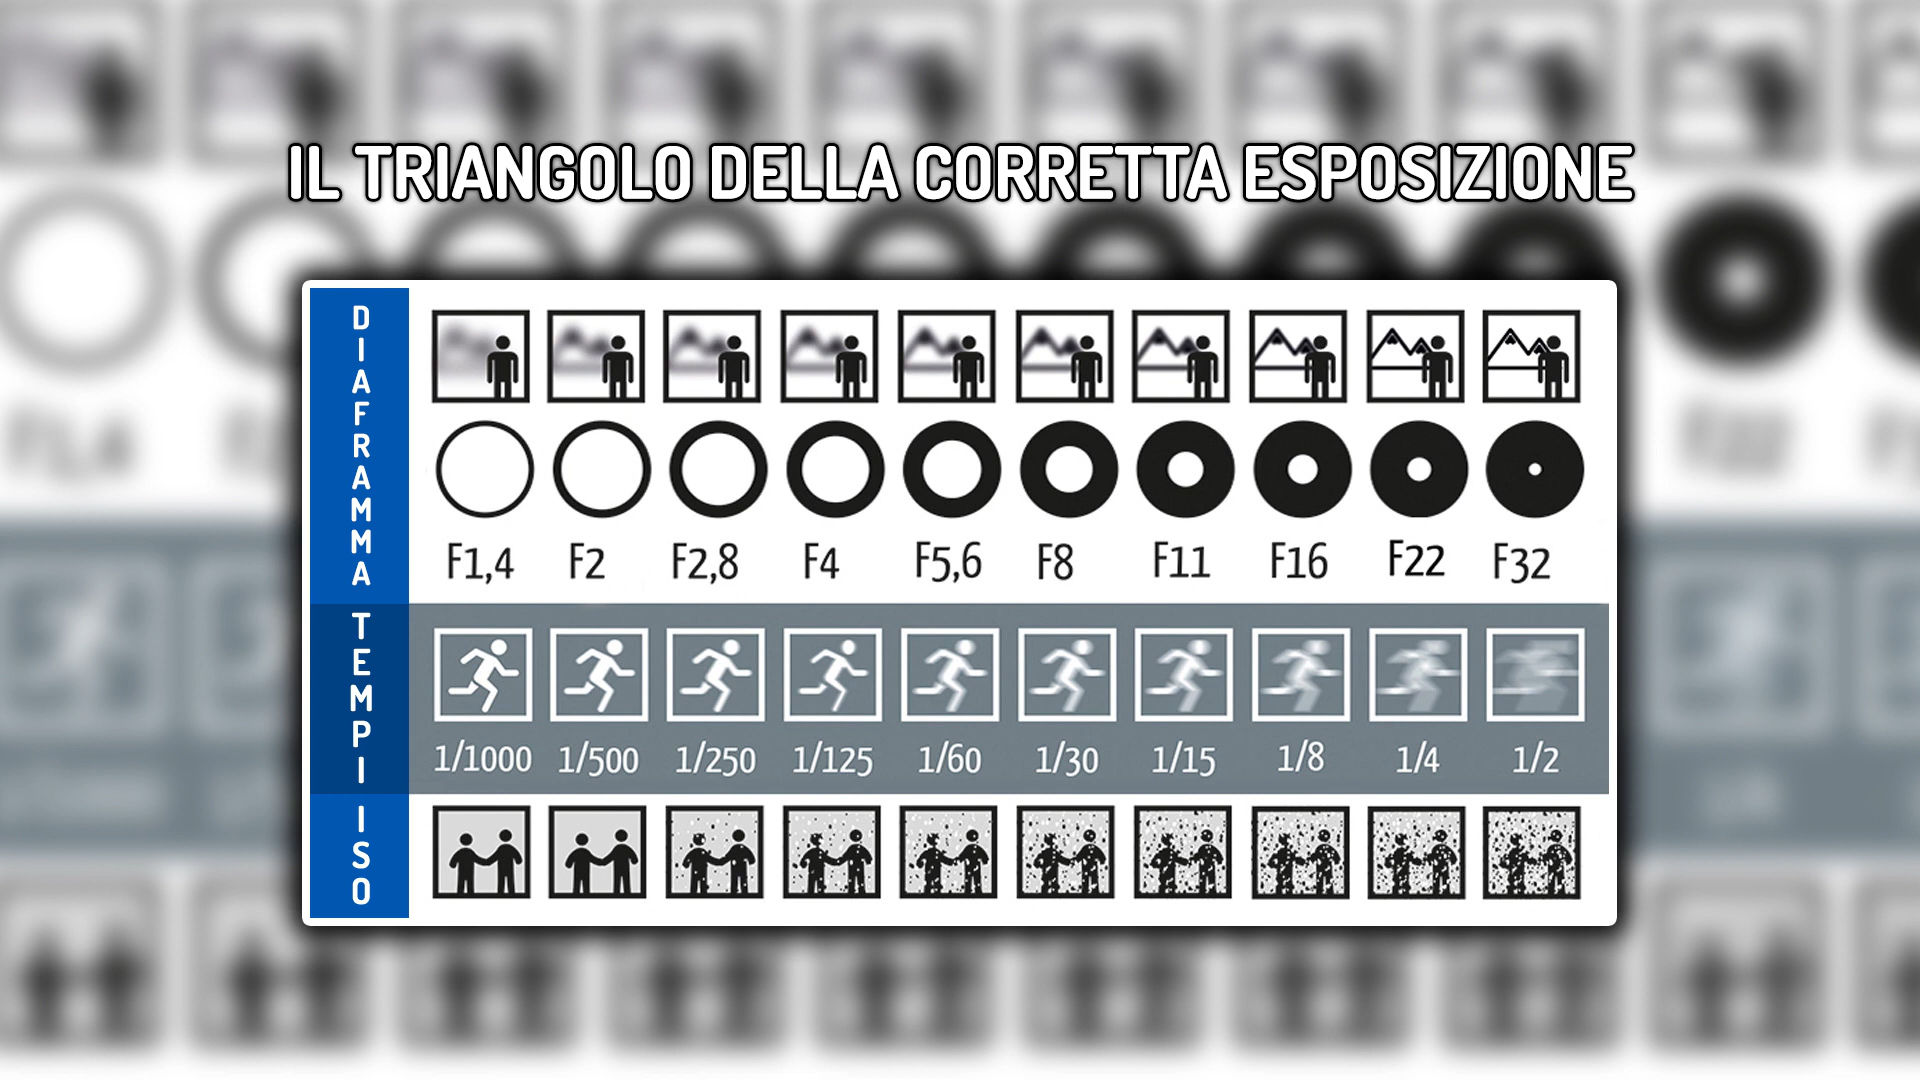 IL TRIANGOLO DELLA CORRETTA ESPOSIZIONE
DIAFRAMMA
F1,4 F2 F2,8 F4 F5,6 F8 F11 F16 F22 F32
TEMPI
1/1000 1/500 1/250 1/125 1/60 1/30 1/15 1/8 1/4 1/2
ISO